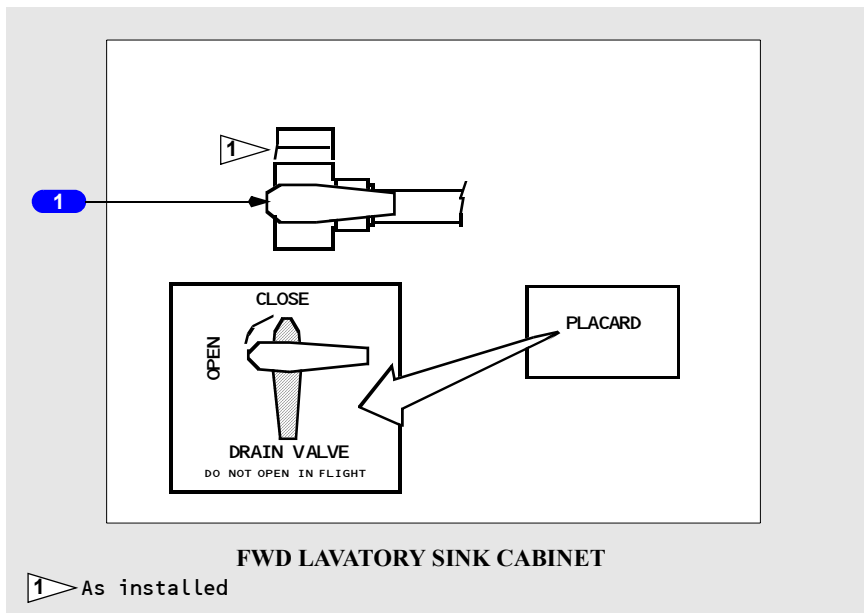 1
1
CLOSE
OPEN
PLACARD
DRAIN VALVE
DO NOT OPEN IN FLIGHT
FWD LAVATORY SINK CABINET
1 As installed